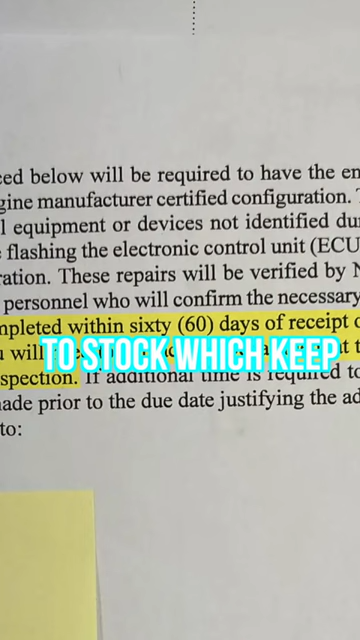 ced below will be required to have the en
gine manufacturer certified configuration.
l equipment or devices not identified du
flashing the electronic control unit (ECU
ration. These repairs will be verified by N
personnel who will confirm the necessary
mpleted within sixty (60) days of receipt o
u will
TO STOCK WHICH KEEP
spection. If additional time is required to
nade prior to the due date justifying the ad
to: